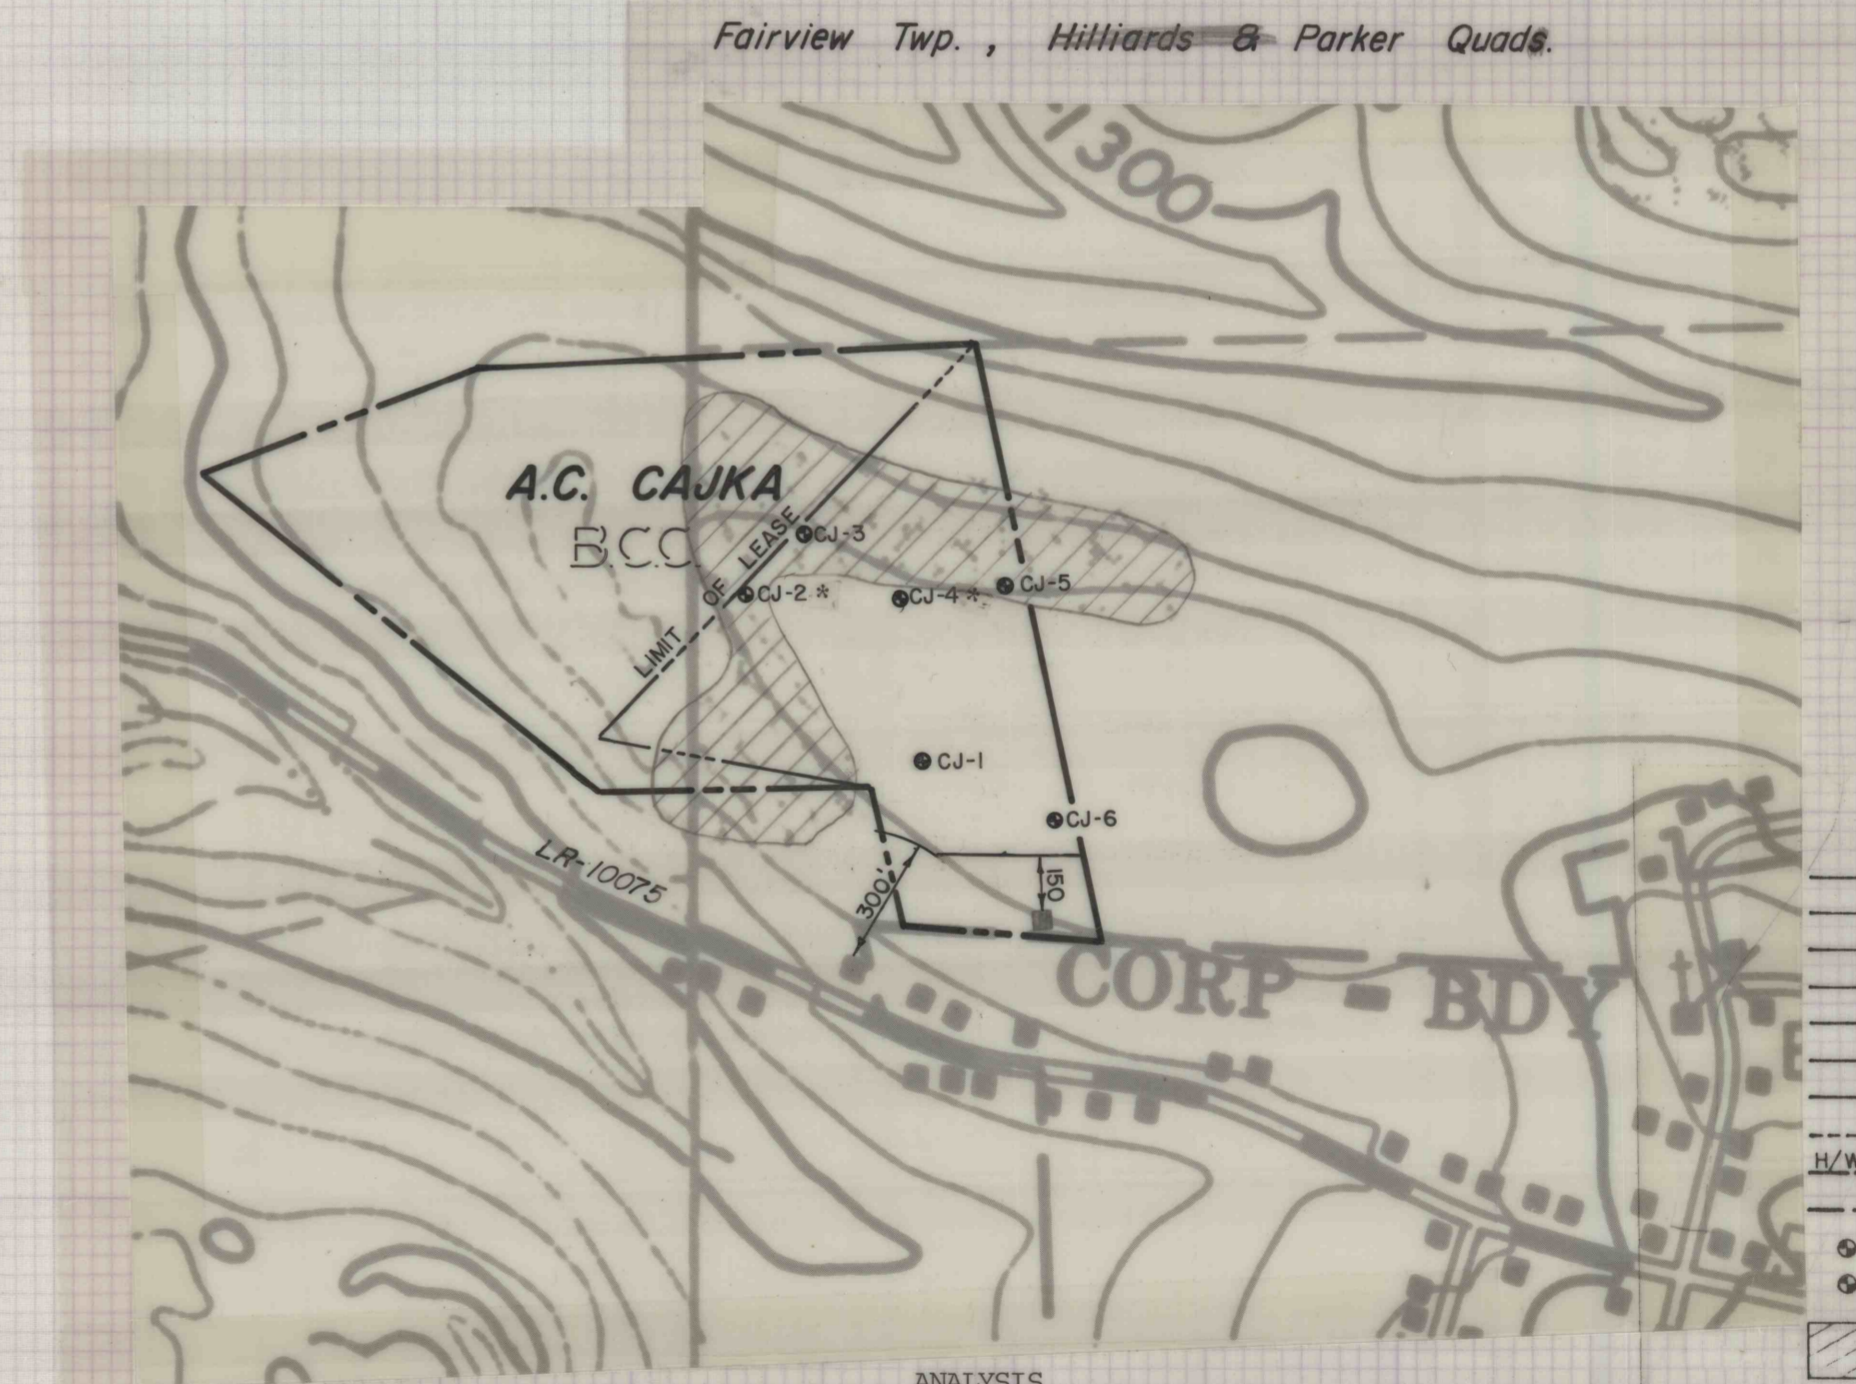 Fairview Twp., Hilliards & Parker Quads.
1300
A.C. CAJKA
B.C.C.
LIMIT OF LEASE
CJ-3
CJ-2 *
CJ-4 *
CJ-5
CJ-1
CJ-6
LR-10075
300'
150
CORP BDY
H/W
ANALYSIS